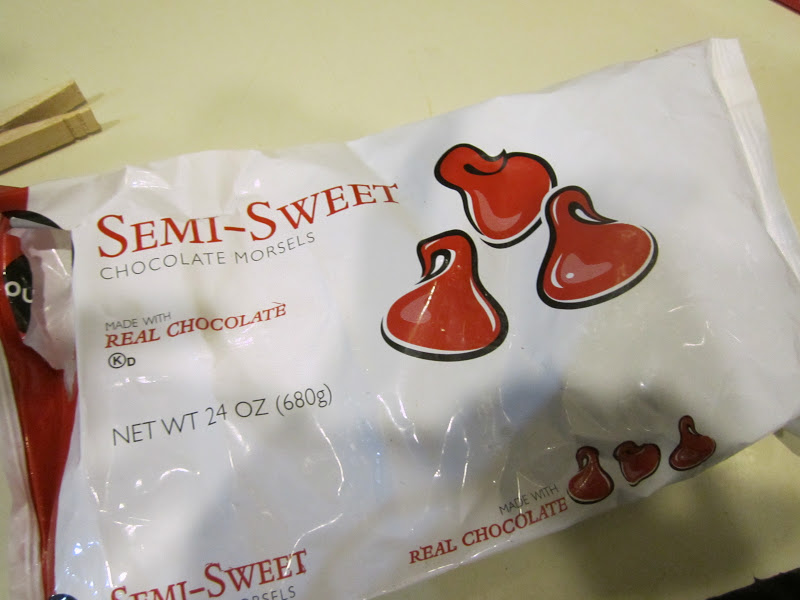 SEMI-SWEET
CHOCOLATE MORSELS
MADE WITH
REAL CHOCOLATE
K D
NET WT 24 OZ (680g)
MADE WITH
REAL CHOCOLATE
SEMI-SWEET